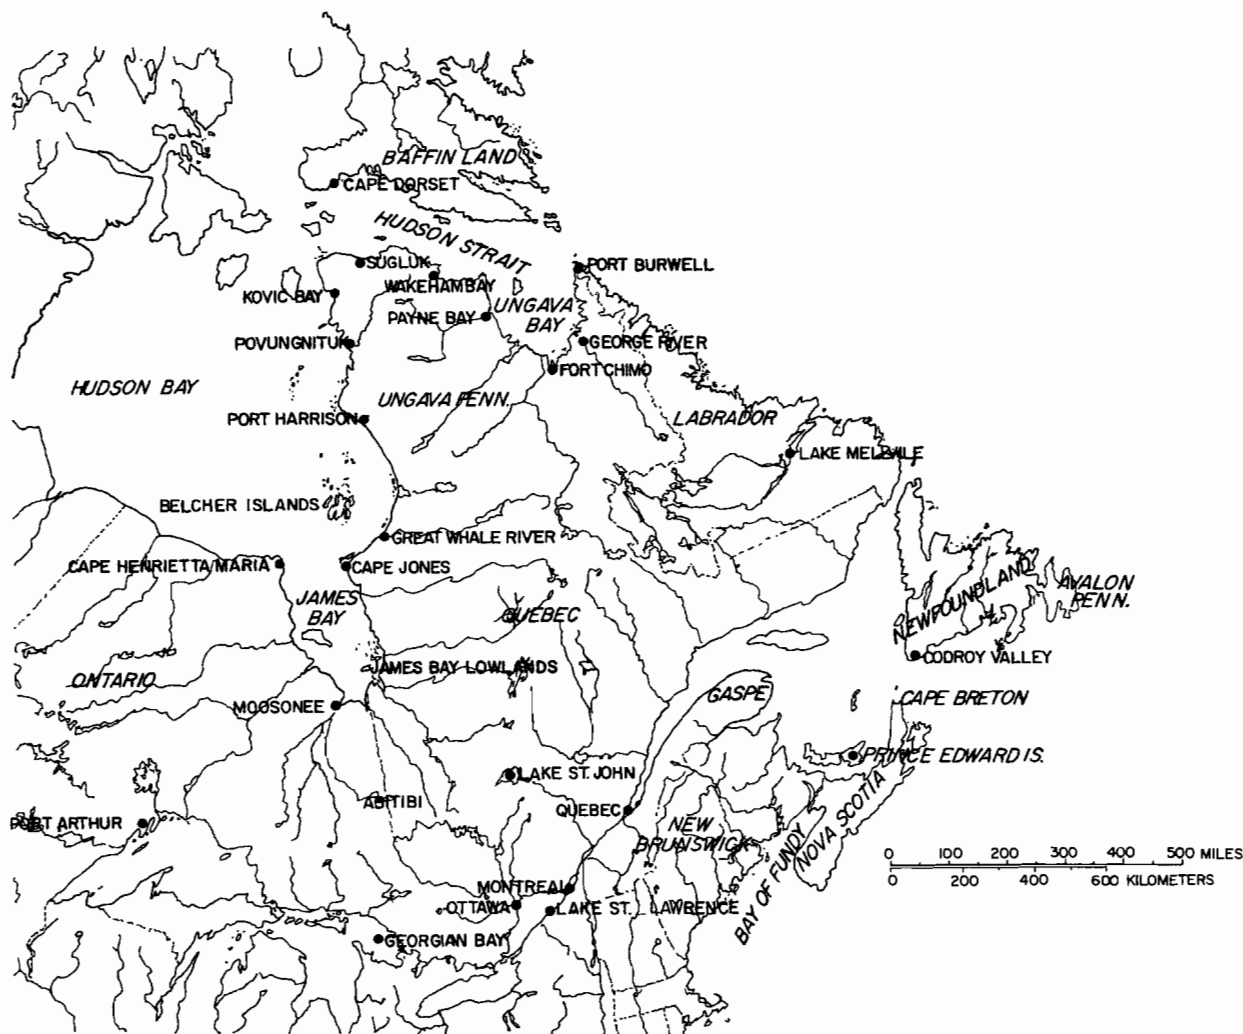 BAFFIN LAND
CAPE DORSET
HUDSON STRAIT
SUGLUK
PORT BURWELL
WAKEHAMBAY
KOVIC BAY
UNGAVA
BAY
PAYNE BAY
POVUNGNITUK
GEORGE RIVER
FORT CHIMO
HUDSON BAY
UNGAVA PENN.
PORT HARRISON
LABRADOR
LAKE MELVILE
BELCHER ISLANDS
GREAT WHALE RIVER
CAPE HENRIETTA MARIA
CAPE JONES
JAMES
BAY
QUEBEC
NEWFOUNDLAND
AVALON
PENN.
CODROY VALLEY
JAMES BAY LOWLANDS
ONTARIO
GASPE
CAPE BRETON
MOOSONEE
PRINCE EDWARD IS.
LAKE ST. JOHN
ABITIBI
QUEBEC
PORT ARTHUR
NEW
BRUNSWICK
BAY OF FUNDY
NOVA SCOTIA
0 100 200 300 400 500 MILES
0 200 400 600 KILOMETERS
MONTREAL
OTTAWA
LAKE ST. LAWRENCE
GEORGIAN BAY